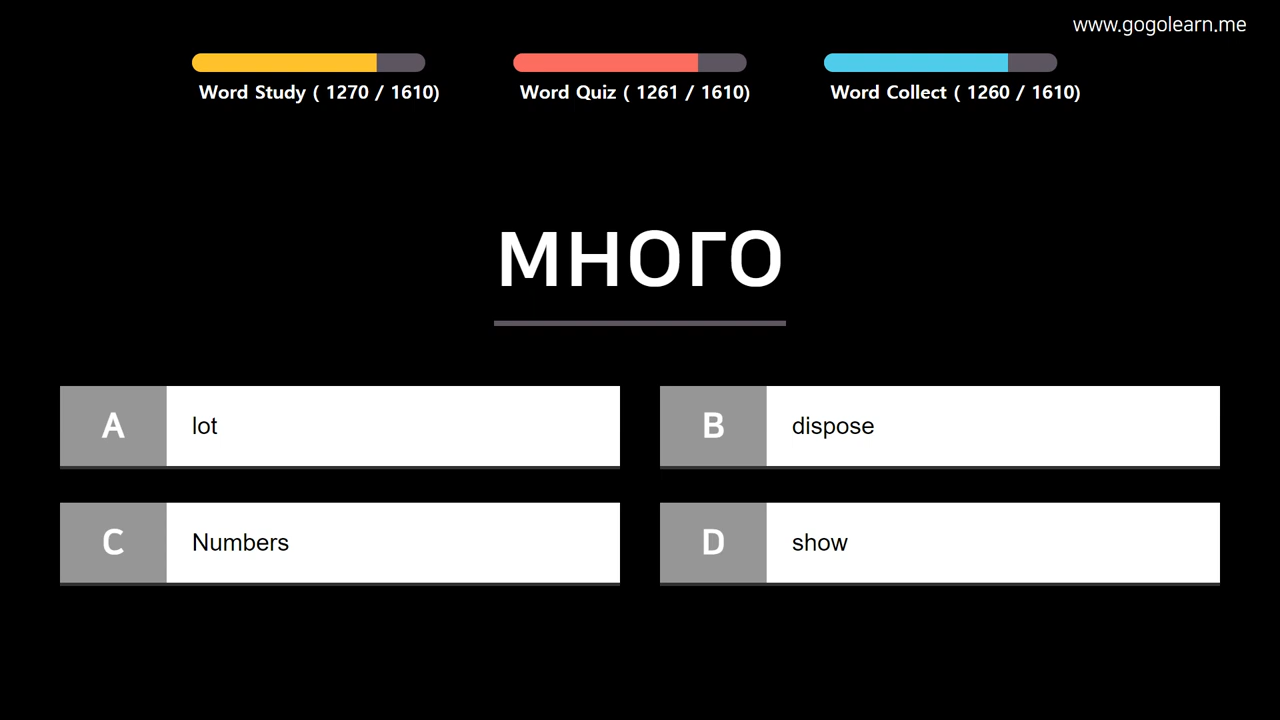 www.gogolearn.me
Word Study ( 1270 / 1610)
Word Quiz ( 1261 / 1610)
Word Collect ( 1260 / 1610)
много
A lot
B dispose
C Numbers
D show